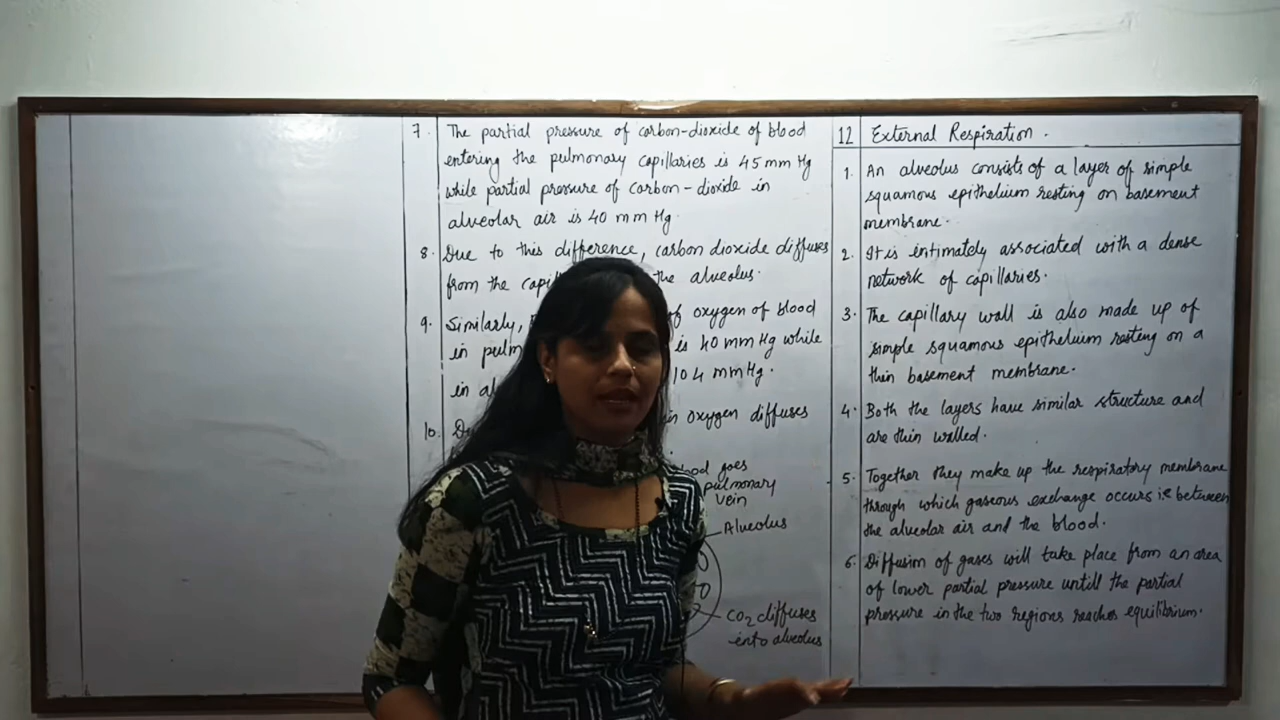 12 External Respiration.
1. An alveolus consists of a layer of simple
squamous epithelium resting on basement
membrane.
2. It is intimately associated with a dense
network of capillaries.
3. The capillary wall is also made up of
simple squamous epithelium resting on a
thin basement membrane.
4. Both the layers have similar structure and
are thin walled.
5. Together they make up the respiratory membrane
through which gaseous exchange occurs i.e between
the alveolar air and the blood.
6. Diffusion of gases will take place from an area
of lower partial pressure untill the partial
pressure in the two regions reaches equilibrium.
7. The partial pressure of carbon-dioxide of blood
entering the pulmonary capillaries is 45 mm Hg
while partial pressure of carbon-dioxide in
alveolar air is 40 mm Hg.
8. Due to this difference, carbon dioxide diffuses
from the the alveolus.
9. Similarly, of oxygen of blood
in is 40 mm Hg while
in 104 mm Hg.
10. oxygen diffuses
goes
pulmonary
vein
Alveolus
CO2 diffuses
into alveolus